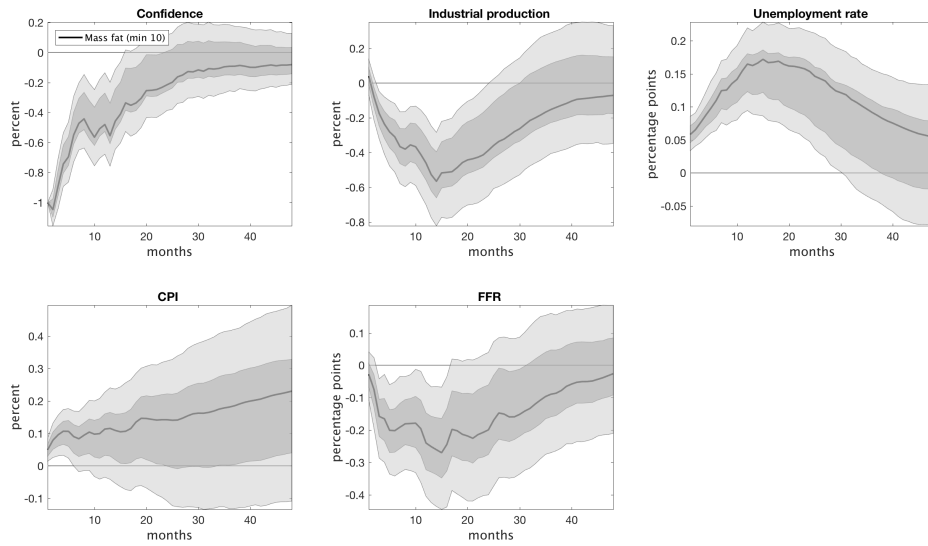 Confidence
0.2
0
-0.2
-0.4
-0.6
-0.8
-1
percent
Mass fat (min 10)
10 20 30 40
months
Industrial production
0.2
0
-0.2
-0.4
-0.6
-0.8
percent
10 20 30 40
months
Unemployment rate
0.2
0.15
0.1
0.05
0
-0.05
percentage points
10 20 30 40
months
CPI
0.4
0.3
0.2
0.1
0
-0.1
percent
10 20 30 40
months
FFR
0.1
0
-0.1
-0.2
-0.3
-0.4
percentage points
10 20 30 40
months